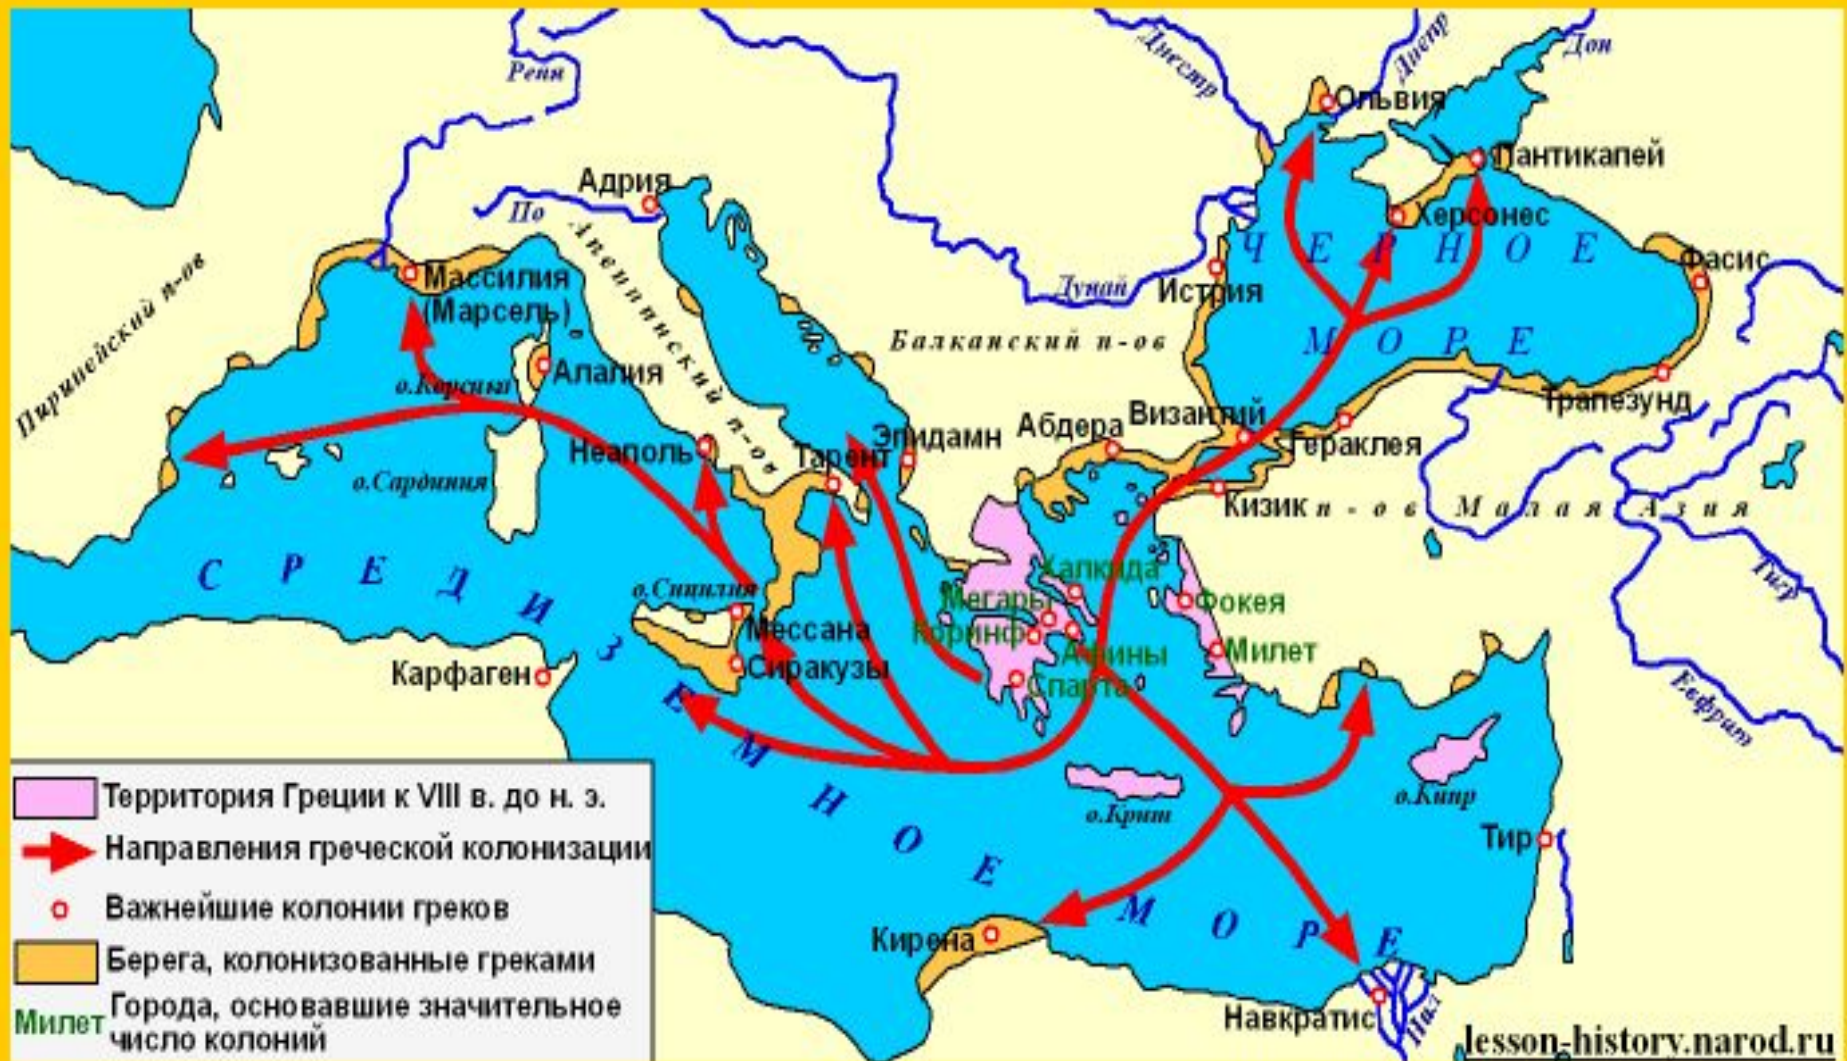 Рейн
Днестр
Днепр
Дон
Ольвия
Пантикапей
Адрия
По
Херсонес
ЧЕРНОЕ
Апеннинский п-ов
Пиринейский п-ов
Массилия
(Марсель)
Дунай
Истрия
Фасис
МОРЕ
Балканский п-ов
о.Корсика
Алалия
Трапезунд
Абдера
Византий
Гераклея
Неаполь
Тарент
Эпидамн
о.Сардиния
Кизик
п-ов Малая Азия
СРЕДИЗЕМНОЕ
МОРЕ
Тигр
о.Сицилия
Халкида
Мегары
Фокея
Мессана
Коринф
Афины
Милет
Карфаген
Сиракузы
Спарта
Евфрат
о.Крит
о.Кипр
Тир
Кирена
Навкратис
Нил
Территория Греции к VIII в. до н. э.
Направления греческой колонизации
Важнейшие колонии греков
Берега, колонизованные греками
Милет Города, основавшие значительное
число колоний
lesson-history.narod.ru